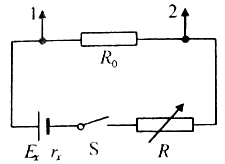 1 2
R₀
Eₓ rₓ S R